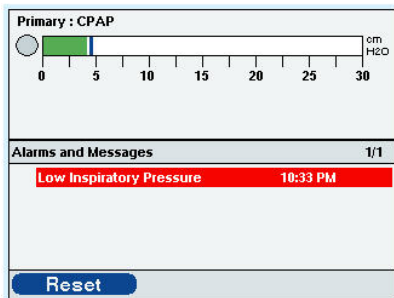 Primary : CPAP
cm
H2O
0 5 10 15 20 25 30
Alarms and Messages 1/1
Low Inspiratory Pressure 10:33 PM
Reset